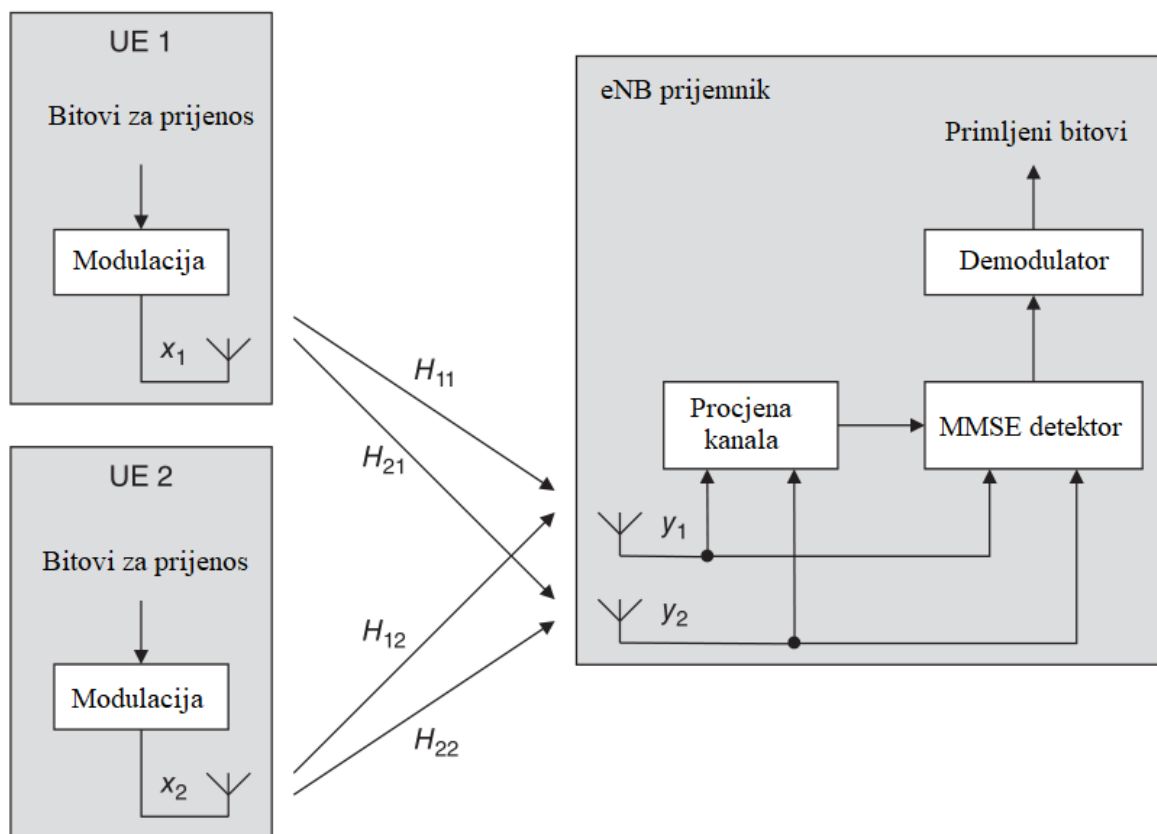 UE 1
Bitovi za prijenos
Modulacija
x1
UE 2
Bitovi za prijenos
Modulacija
x2
H11
H21
H12
H22
eNB prijemnik
Primljeni bitovi
Demodulator
Procjena
kanala
MMSE detektor
y1
y2